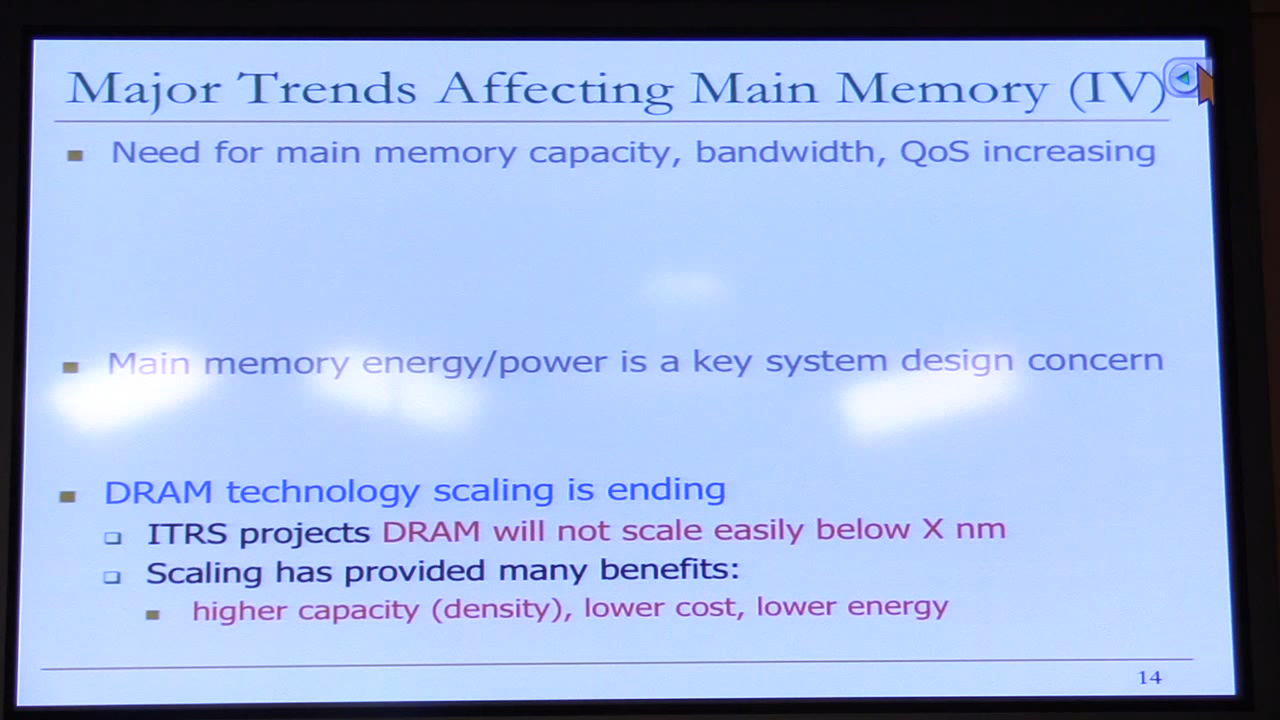 Major Trends Affecting Main Memory (IV)
Need for main memory capacity, bandwidth, QoS increasing
Main memory energy/power is a key system design concern
DRAM technology scaling is ending
ITRS projects DRAM will not scale easily below X nm
Scaling has provided many benefits:
higher capacity (density), lower cost, lower energy
14